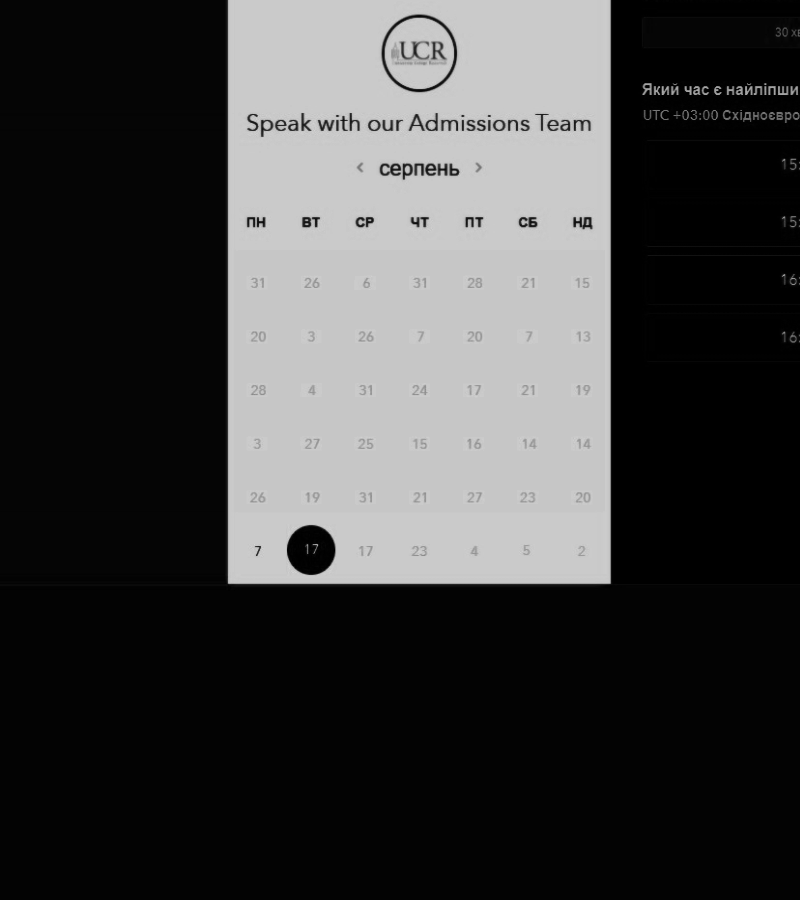 UCR
Speak with our Admissions Team
< серпень >
ПН ВТ СР ЧТ ПТ СБ НД
31 26 6 31 28 21 15
20 3 26 7 20 7 13
28 4 31 24 17 21 19
3 27 25 15 16 14 14
26 19 31 21 27 23 20
7 17 17 23 4 5 2
30 хв
Який час є найліпши
UTC +03:00 Східноєвро
15:
15:
16:
16: